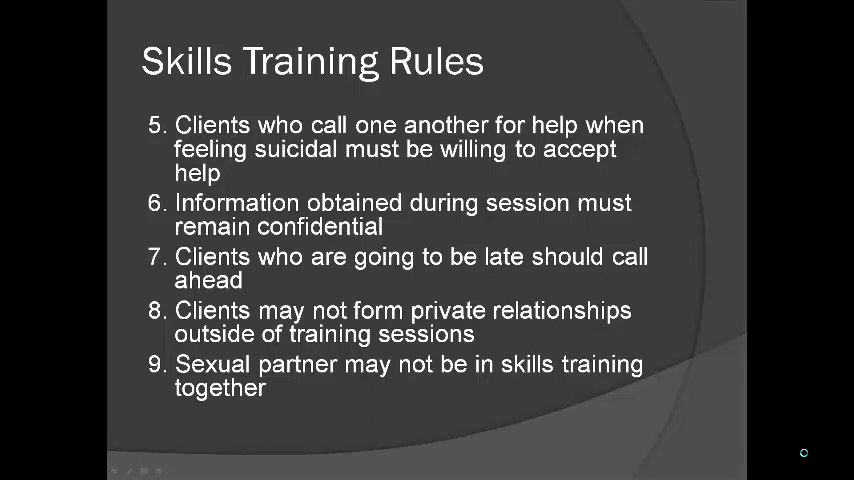 Skills Training Rules
5. Clients who call one another for help when
feeling suicidal must be willing to accept
help
6. Information obtained during session must
remain confidential
7. Clients who are going to be late should call
ahead
8. Clients may not form private relationships
outside of training sessions
9. Sexual partner may not be in skills training
together